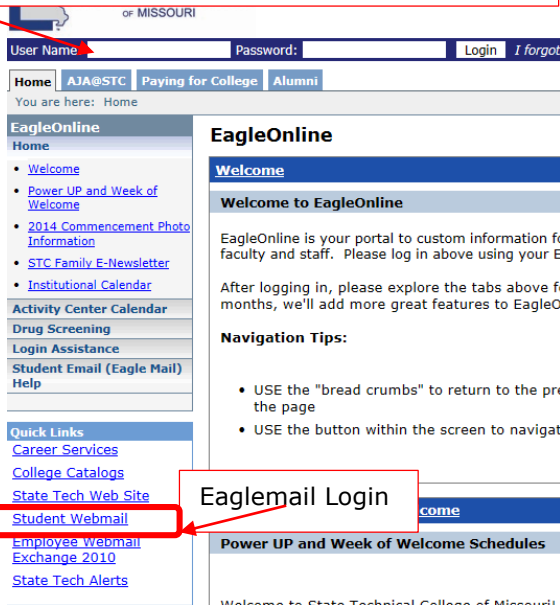 OF MISSOURI
User Name: Password: Login I forgot
Home AJA@STC Paying for College Alumni
You are here: Home
EagleOnline
Home
• Welcome
• Power UP and Week of
Welcome
• 2014 Commencement Photo
Information
• STC Family E-Newsletter
• Institutional Calendar
Activity Center Calendar
Drug Screening
Login Assistance
Student Email (Eagle Mail)
Help
Quick Links
Career Services
College Catalogs
State Tech Web Site
Student Webmail
Employee Webmail
Exchange 2010
State Tech Alerts
EagleOnline
Welcome
Welcome to EagleOnline
EagleOnline is your portal to custom information
faculty and staff. Please log in above using your
After logging in, please explore the tabs above
months, we'll add more great features to
Navigation Tips:
• USE the "bread crumbs" to return to the
the page
• USE the button within the screen to
Eaglemail Login
come
Power UP and Week of Welcome Schedules
Welcome to State Technical College of Missouri!